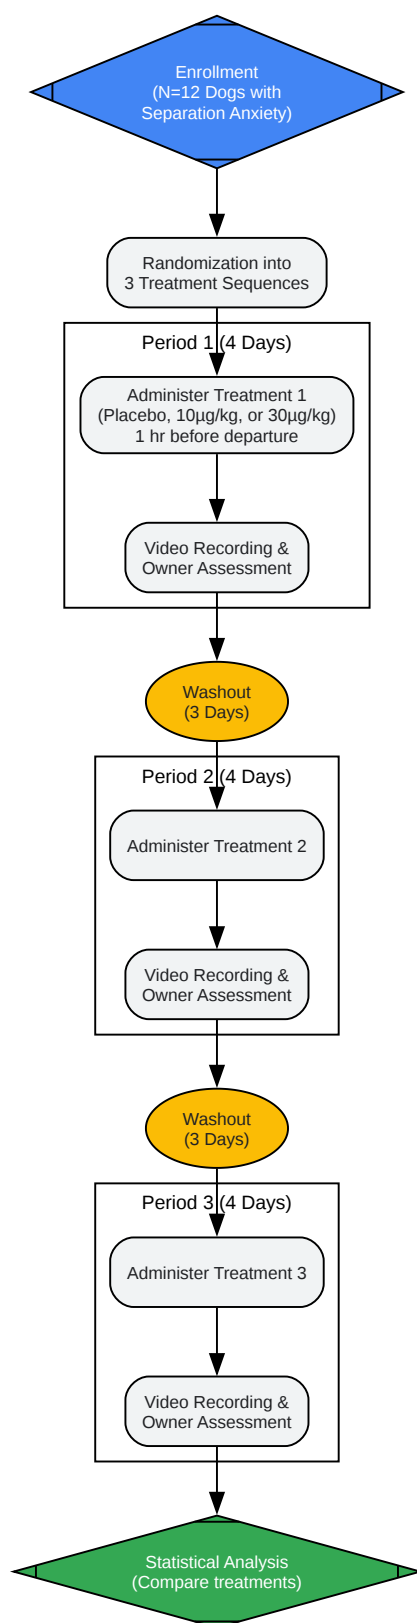 Enrollment
(N=12 Dogs with
Separation Anxiety)
Randomization into
3 Treatment Sequences
Period 1 (4 Days)
Administer Treatment 1
(Placebo, 10µg/kg, or 30µg/kg)
1 hr before departure
Video Recording &
Owner Assessment
Washout
(3 Days)
Period 2 (4 Days)
Administer Treatment 2
Video Recording &
Owner Assessment
Washout
(3 Days)
Period 3 (4 Days)
Administer Treatment 3
Video Recording &
Owner Assessment
Statistical Analysis
(Compare treatments)